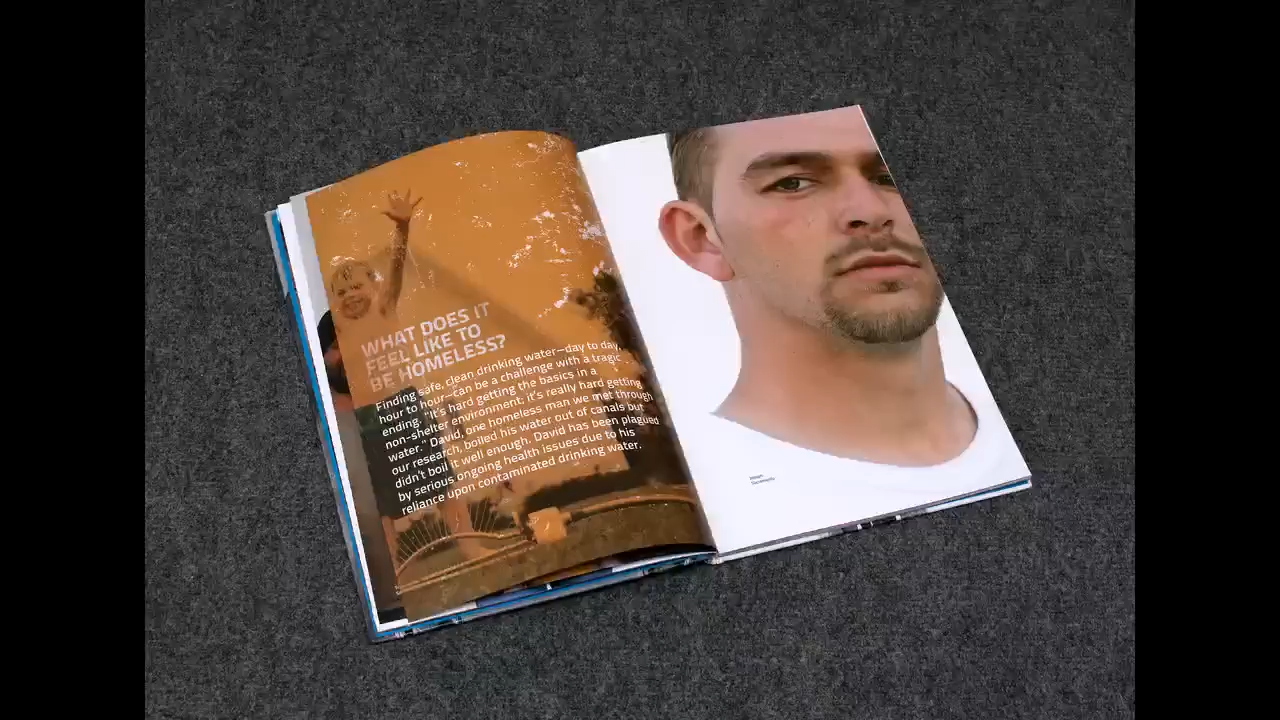 WHAT DOES IT
FEEL LIKE TO
BE HOMELESS?
Finding safe, clean drinking water—day to day,
hour to hour—can be a challenge with a tragic
ending. "It's hard getting the basics in a
non-shelter environment; it's really hard getting
water." David, one homeless man we met through
our research, boiled his water out of canals but
didn't boil it well enough. David has been plagued
by serious ongoing health issues due to his
reliance upon contaminated drinking water.